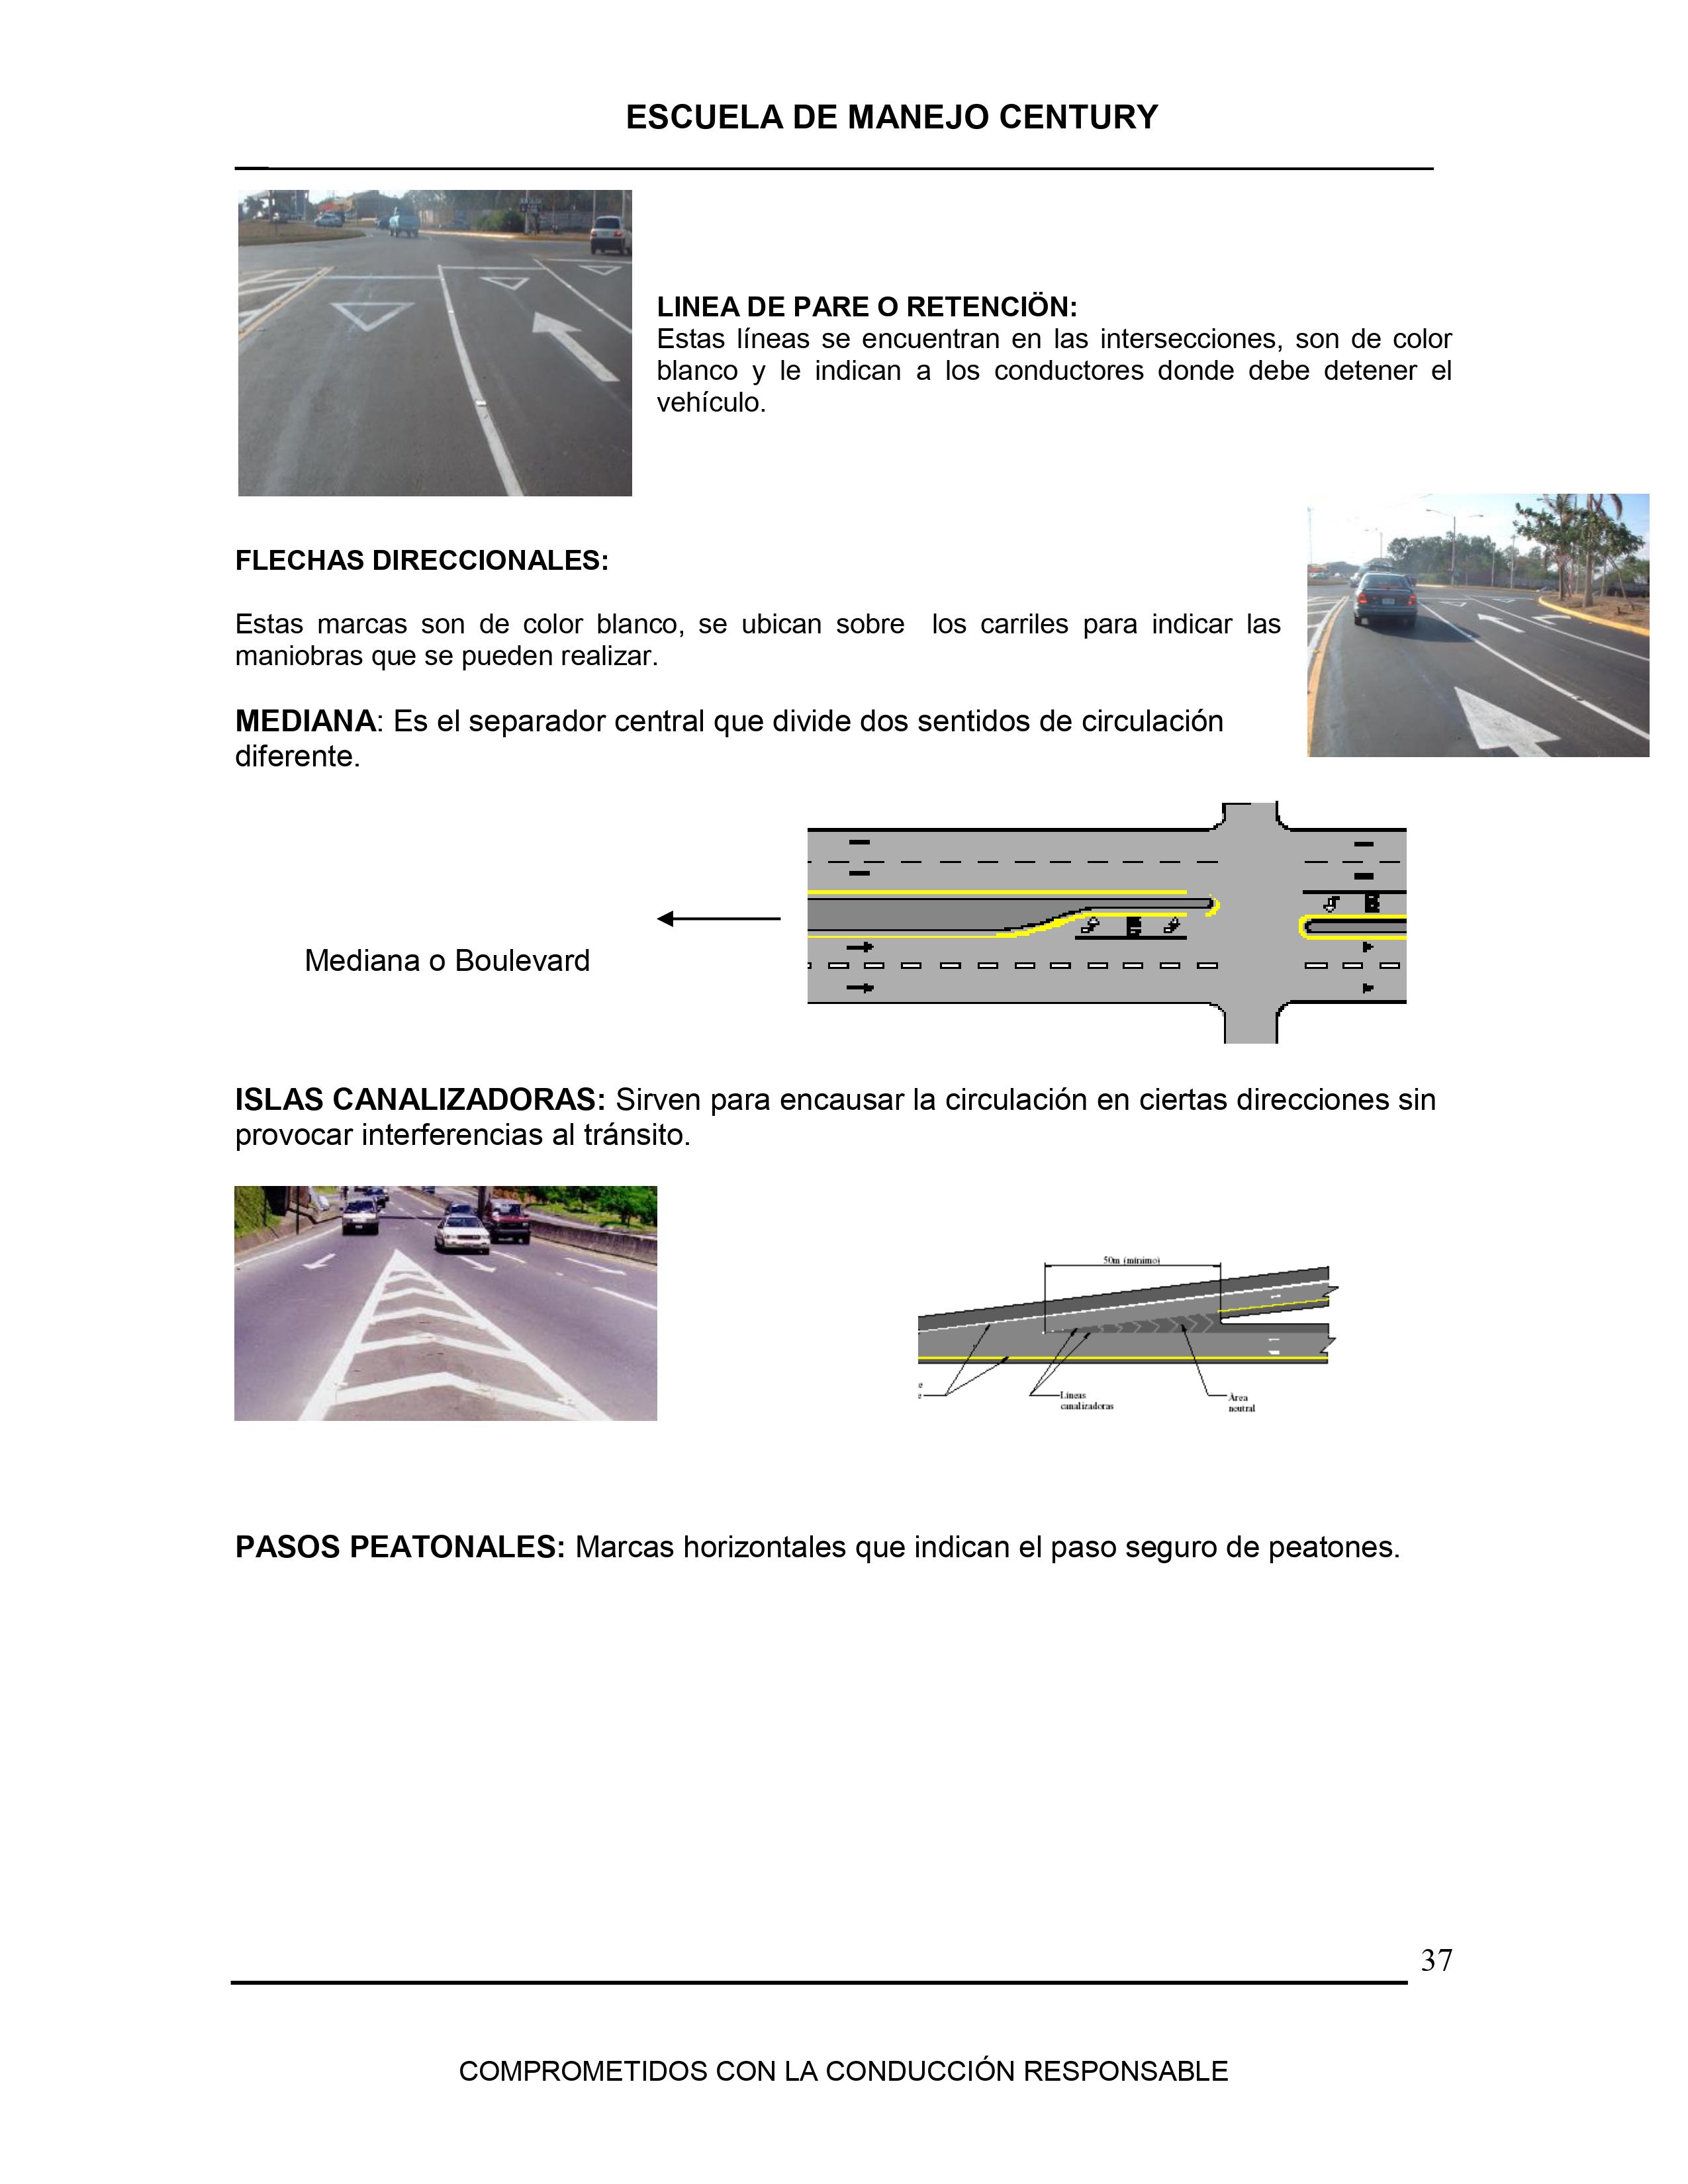 ESCUELA DE MANEJO CENTURY
LINEA DE PARE O RETENCIÖN:
Estas líneas se encuentran en las intersecciones, son de color
blanco y le indican a los conductores donde debe detener el
vehículo.
FLECHAS DIRECCIONALES:
Estas marcas son de color blanco, se ubican sobre los carriles para indicar las
maniobras que se pueden realizar.
MEDIANA: Es el separador central que divide dos sentidos de circulación
diferente.
Mediana o Boulevard
ISLAS CANALIZADORAS: Sirven para encausar la circulación en ciertas direcciones sin
provocar interferencias al tránsito.
50m (mínimo)
Líneas
canalizadoras
Área
neutral
PASOS PEATONALES: Marcas horizontales que indican el paso seguro de peatones.
37
COMPROMETIDOS CON LA CONDUCCIÓN RESPONSABLE